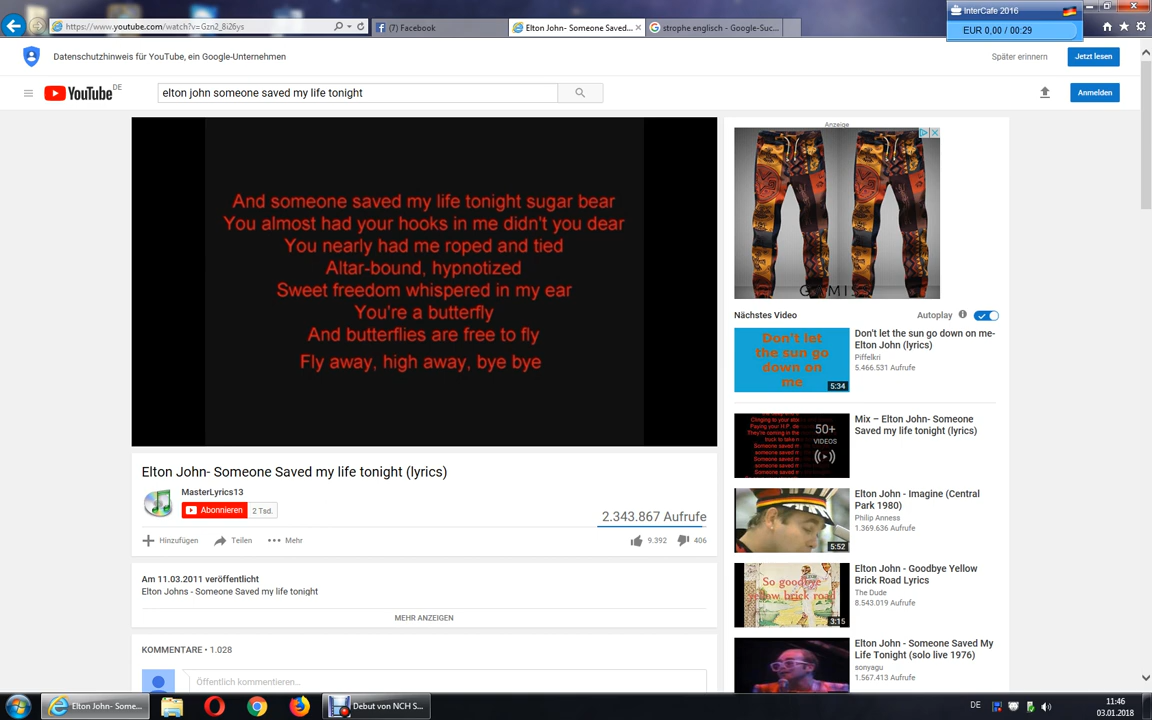 InterCafe 2016
EUR 0,00 / 00:29
https://www.youtube.com/watch?v=Gzn2_8i26ys
(7) Facebook
Elton John- Someone Saved...
strophe englisch - Google-Suc...
Datenschutzhinweis für YouTube, ein Google-Unternehmen
Später erinnern
Jetzt lesen
YouTube DE
elton john someone saved my life tonight
Anmelden
And someone saved my life tonight sugar bear
You almost had your hooks in me didn't you dear
You nearly had me roped and tied
Altar-bound, hypnotized
Sweet freedom whispered in my ear
You're a butterfly
And butterflies are free to fly
Fly away, high away, bye bye
Elton John- Someone Saved my life tonight (lyrics)
MasterLyrics13
Abonnieren
2 Tsd.
2.343.867 Aufrufe
Hinzufügen
Teilen
Mehr
9.392
406
Am 11.03.2011 veröffentlicht
Elton Johns - Someone Saved my life tonight
MEHR ANZEIGEN
KOMMENTARE • 1.028
Öffentlich kommentieren...
Anzeige
Nächstes Video
Autoplay
Don't let
the sun go
down on
me
5:34
Don't let the sun go down on me-
Elton John (lyrics)
Piffelkri
5.466.531 Aufrufe
50+
VIDEOS
Mix – Elton John- Someone
Saved my life tonight (lyrics)
5:52
Elton John - Imagine (Central
Park 1980)
Philip Anness
1.369.636 Aufrufe
So goodbye
yellow brick road
3:15
Elton John - Goodbye Yellow
Brick Road Lyrics
The Dude
8.543.019 Aufrufe
Elton John - Someone Saved My
Life Tonight (solo live 1976)
sonyagu
1.567.413 Aufrufe
Elton John- Some...
Debut von NCH S...
DE
11:46
03.01.2018